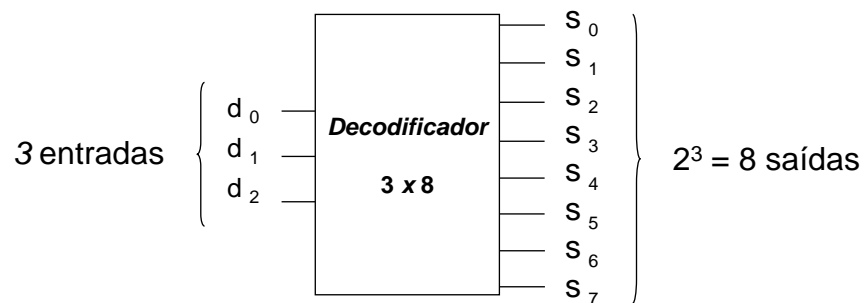 3 entradas
d 0
d 1
d 2
Decodificador
3 x 8
S 0
S 1
S 2
S 3
S 4
S 5
S 6
S 7
2³ = 8 saídas